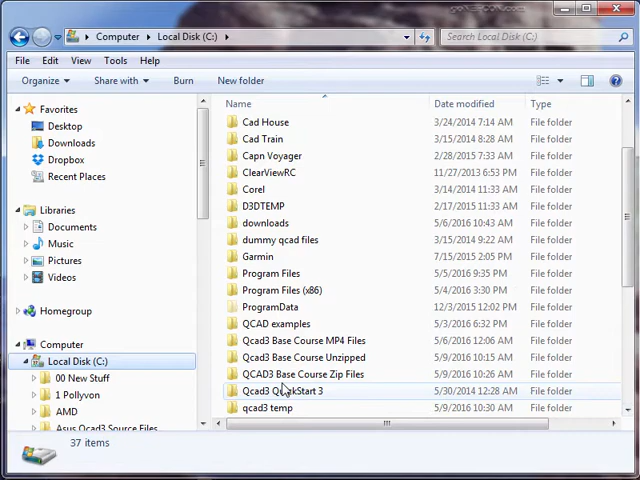 Computer
Local Disk (C:)
Search Local Disk (C:)
File Edit View Tools Help
Organize Share with Burn New folder
Name Date modified Type
Favorites
Desktop
Downloads
Dropbox
Recent Places
Libraries
Documents
Music
Pictures
Videos
Homegroup
Computer
Local Disk (C:)
00 New Stuff
1 Pollyvon
AMD
Asus Qcad3 Source Files
Cad House 3/24/2014 7:14 AM File folder
Cad Train 3/15/2014 8:28 AM File folder
Capn Voyager 2/28/2015 7:33 AM File folder
ClearViewRC 11/27/2013 6:53 PM File folder
Corel 3/14/2014 11:33 AM File folder
D3DTEMP 2/17/2015 11:33 AM File folder
downloads 5/6/2016 10:43 AM File folder
dummy qcad files 3/15/2014 9:22 AM File folder
Garmin 7/15/2015 2:05 PM File folder
Program Files 5/5/2016 9:35 PM File folder
Program Files (x86) 5/4/2016 3:30 PM File folder
ProgramData 12/3/2015 12:02 PM File folder
QCAD examples 5/3/2016 6:32 PM File folder
Qcad3 Base Course MP4 Files 5/6/2016 12:06 AM File folder
Qcad3 Base Course Unzipped 5/9/2016 10:15 AM File folder
QCAD3 Base Course Zip Files 5/9/2016 10:26 AM File folder
Qcad3 QuickStart 3 5/30/2014 12:28 AM File folder
qcad3 temp 5/9/2016 10:30 AM File folder
37 items